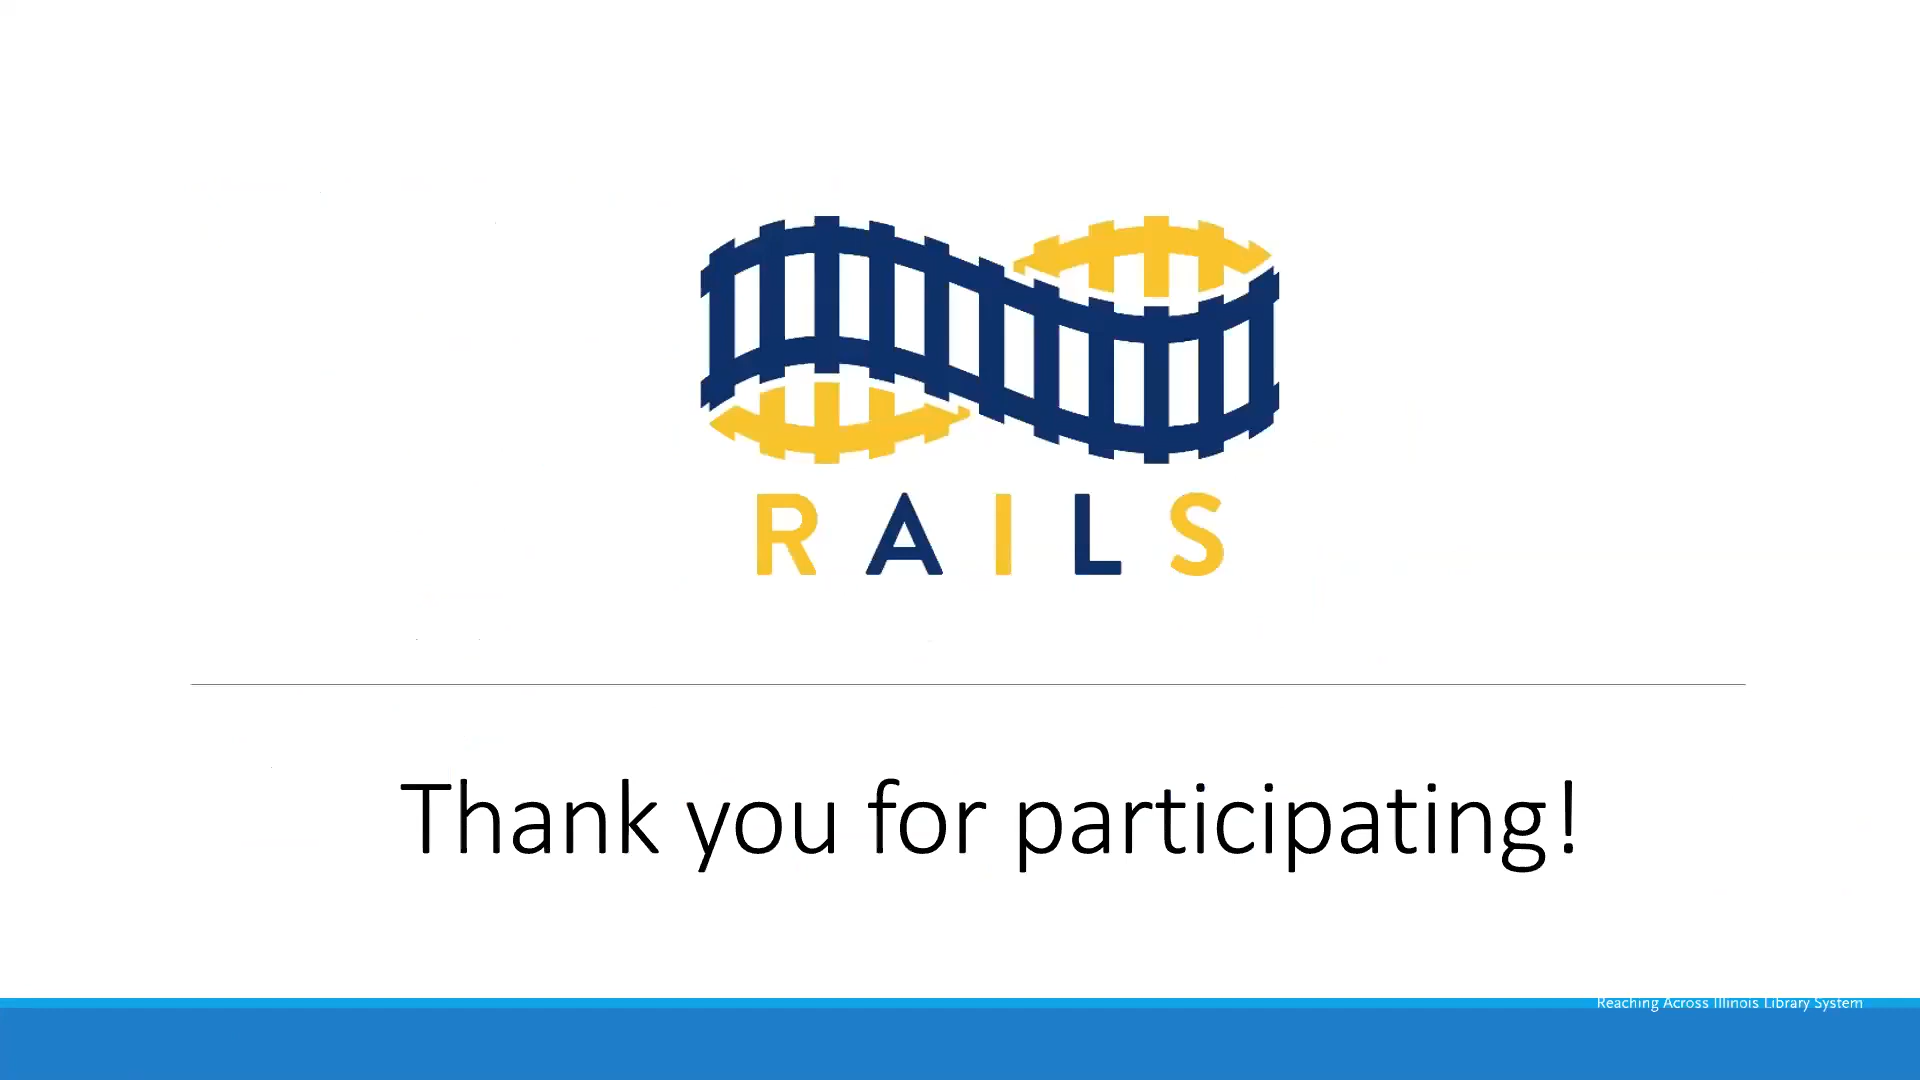 RAILS
Thank you for participating!
Reaching Across Illinois Library System